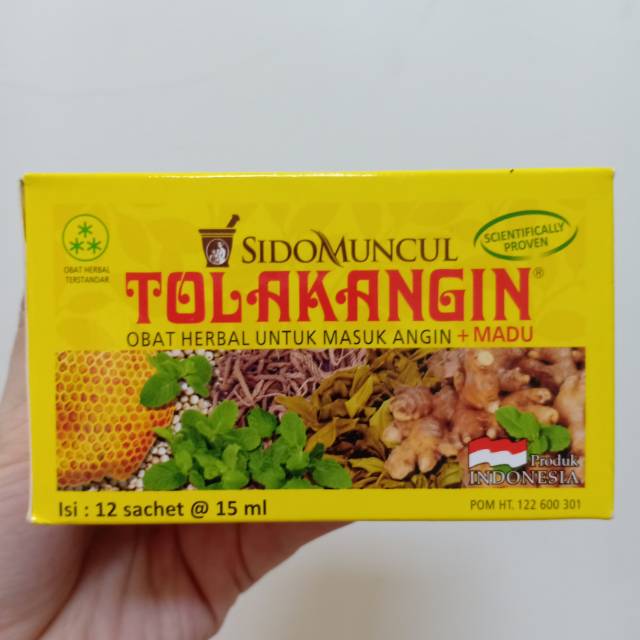 OBAT HERBAL
TERSTANDAR
SIDOMUNCUL
SCIENTIFICALLY
PROVEN
TOLAKANGIN®
OBAT HERBAL UNTUK MASUK ANGIN + MADU
Produk
INDONESIA
Isi : 12 sachet @ 15 ml
POM HT. 122 600 301